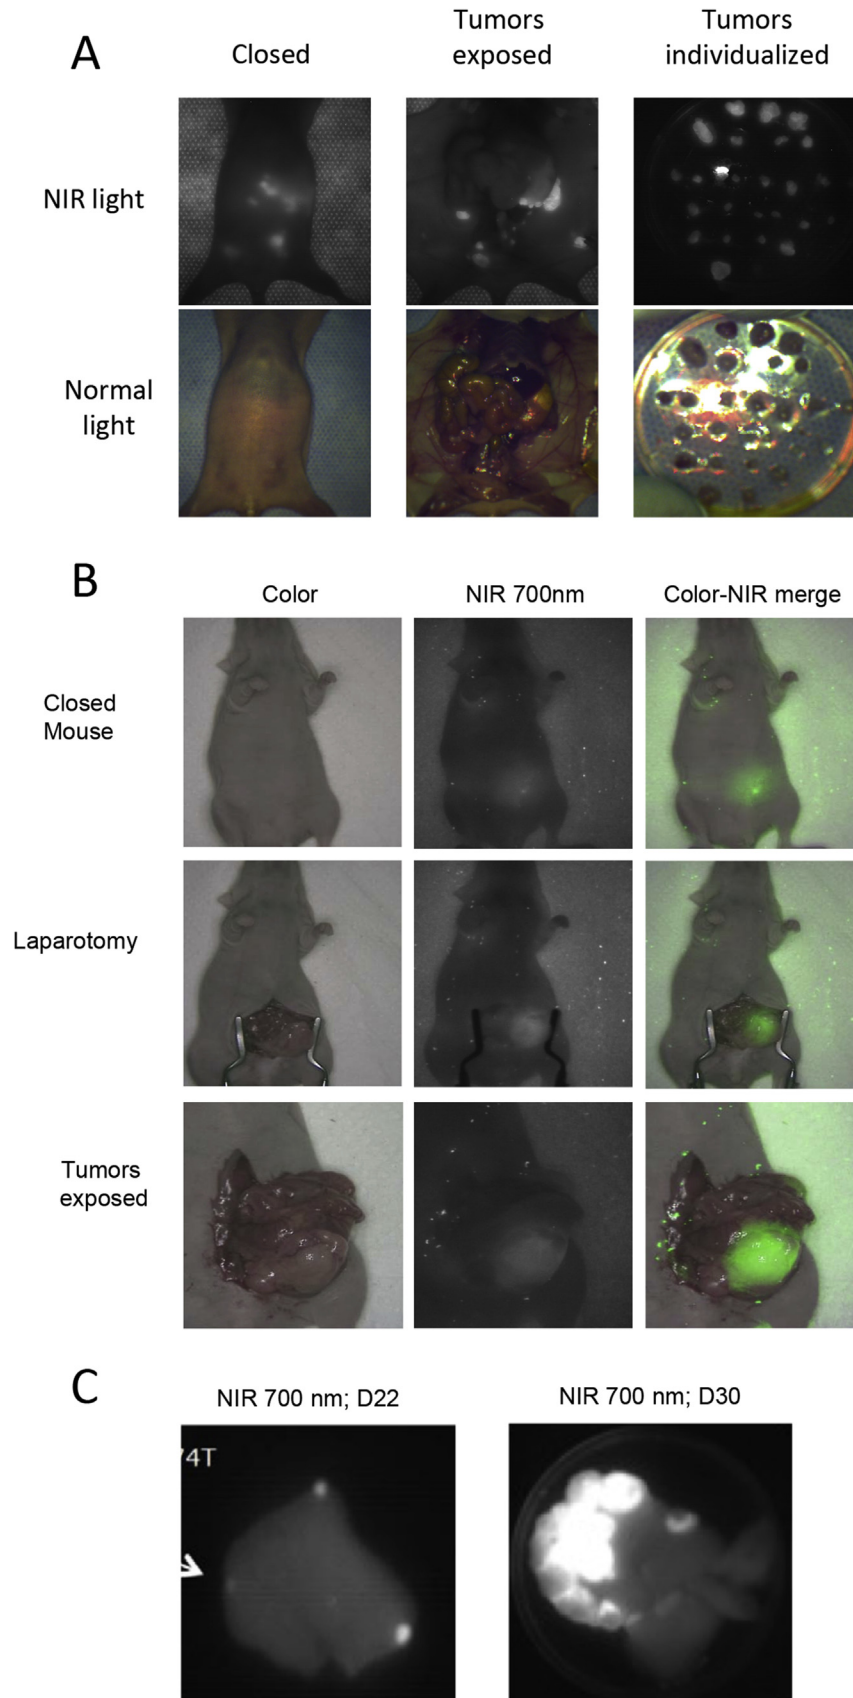 A
Closed
Tumors
exposed
Tumors
individualized
NIR light
Normal
light
B
Color
NIR 700nm
Color-NIR merge
Closed
Mouse
Laparotomy
Tumors
exposed
C
NIR 700 nm; D22
NIR 700 nm; D30
74T